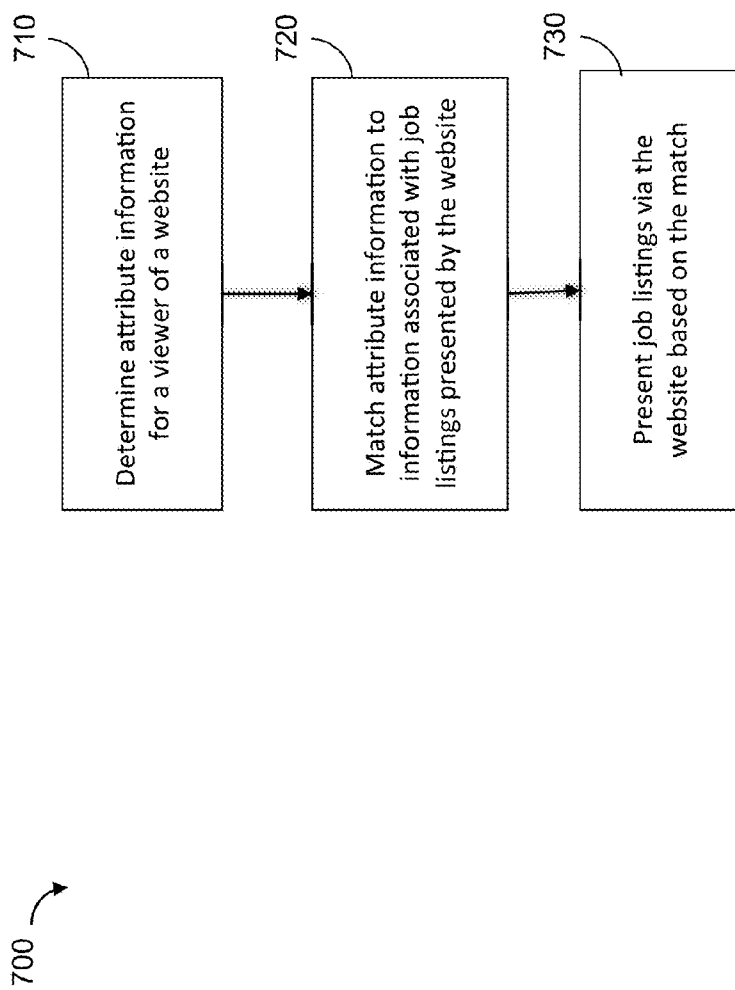 700
710
Determine attribute information
for a viewer of a website
720
Match attribute information to
information associated with job
listings presented by the website
730
Present job listings via the
website based on the match